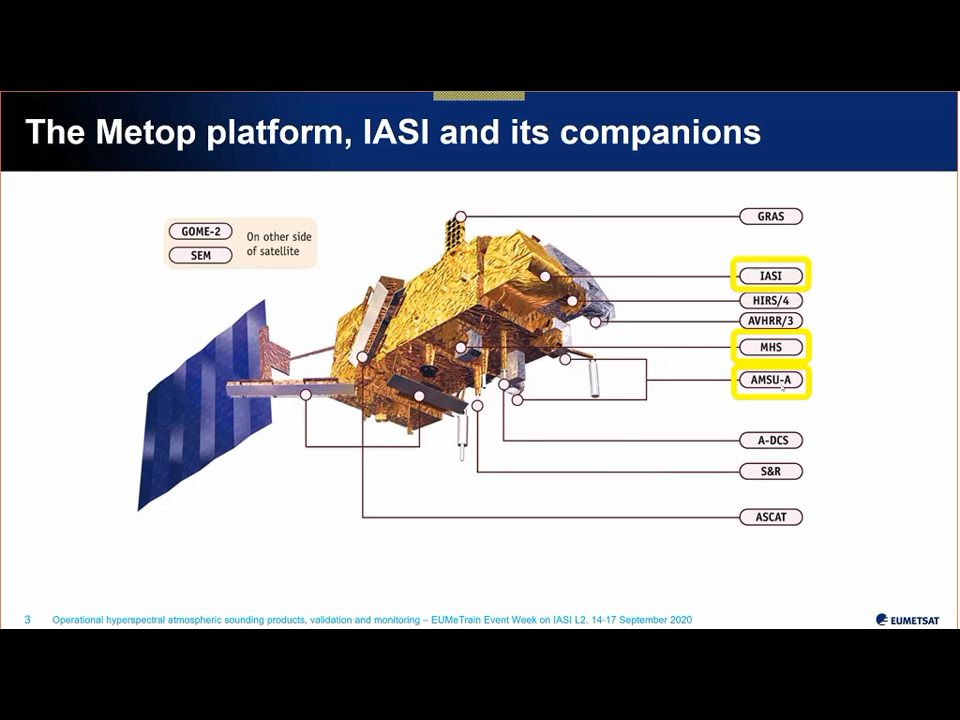 The Metop platform, IASI and its companions
GOME-2
SEM
On other side
of satellite
GRAS
IASI
HIRS/4
AVHRR/3
MHS
AMSU-A
A-DCS
S&R
ASCAT
3 Operational hyperspectral atmospheric sounding products, validation and monitoring – EUMeTrain Event Week on IASI L2, 14-17 September 2020
EUMETSAT